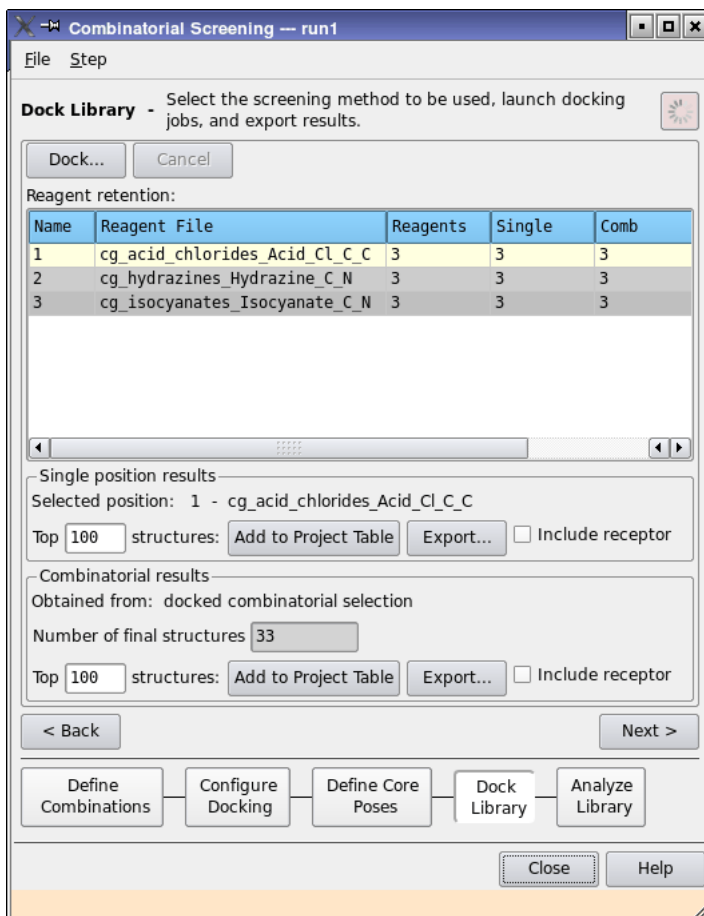 Combinatorial Screening --- run1
File Step
Dock Library - Select the screening method to be used, launch docking
jobs, and export results.
Dock... Cancel
Reagent retention:
Name Reagent File Reagents Single Comb
1 cg_acid_chlorides_Acid_Cl_C_C 3 3 3
2 cg_hydrazines_Hydrazine_C_N 3 3 3
3 cg_isocyanates_Isocyanate_C_N 3 3 3
Single position results
Selected position: 1 - cg_acid_chlorides_Acid_Cl_C_C
Top 100 structures: Add to Project Table Export... Include receptor
Combinatorial results
Obtained from: docked combinatorial selection
Number of final structures 33
Top 100 structures: Add to Project Table Export... Include receptor
< Back Next >
Define Combinations Configure Docking Define Core Poses Dock Library Analyze Library
Close Help